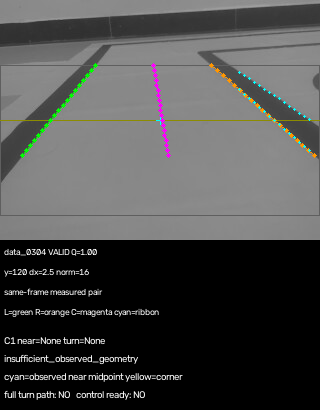 data_0304 VALID Q=1.00
y=120 dx=2.5 norm=16
same-frame measured pair
L=green R=orange C=magenta cyan=ribbon
C1 near=None turn=None
insufficient_observed_geometry
cyan=observed near midpoint yellow=corner
full turn path: NO control ready: NO